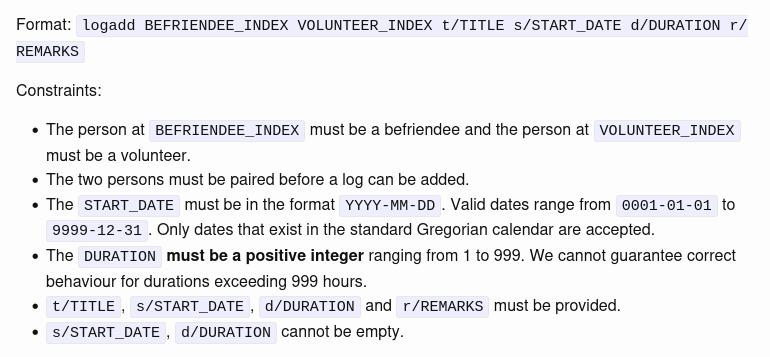 Format: logadd BEFRIENDEE_INDEX VOLUNTEER_INDEX t/TITLE s/START_DATE d/DURATION r/
REMARKS
Constraints:
• The person at BEFRIENDEE_INDEX must be a befriendee and the person at VOLUNTEER_INDEX
must be a volunteer.
• The two persons must be paired before a log can be added.
• The START_DATE must be in the format YYYY-MM-DD. Valid dates range from 0001-01-01 to
9999-12-31. Only dates that exist in the standard Gregorian calendar are accepted.
• The DURATION must be a positive integer ranging from 1 to 999. We cannot guarantee correct
behaviour for durations exceeding 999 hours.
• t/TITLE, s/START_DATE, d/DURATION and r/REMARKS must be provided.
• s/START_DATE, d/DURATION cannot be empty.